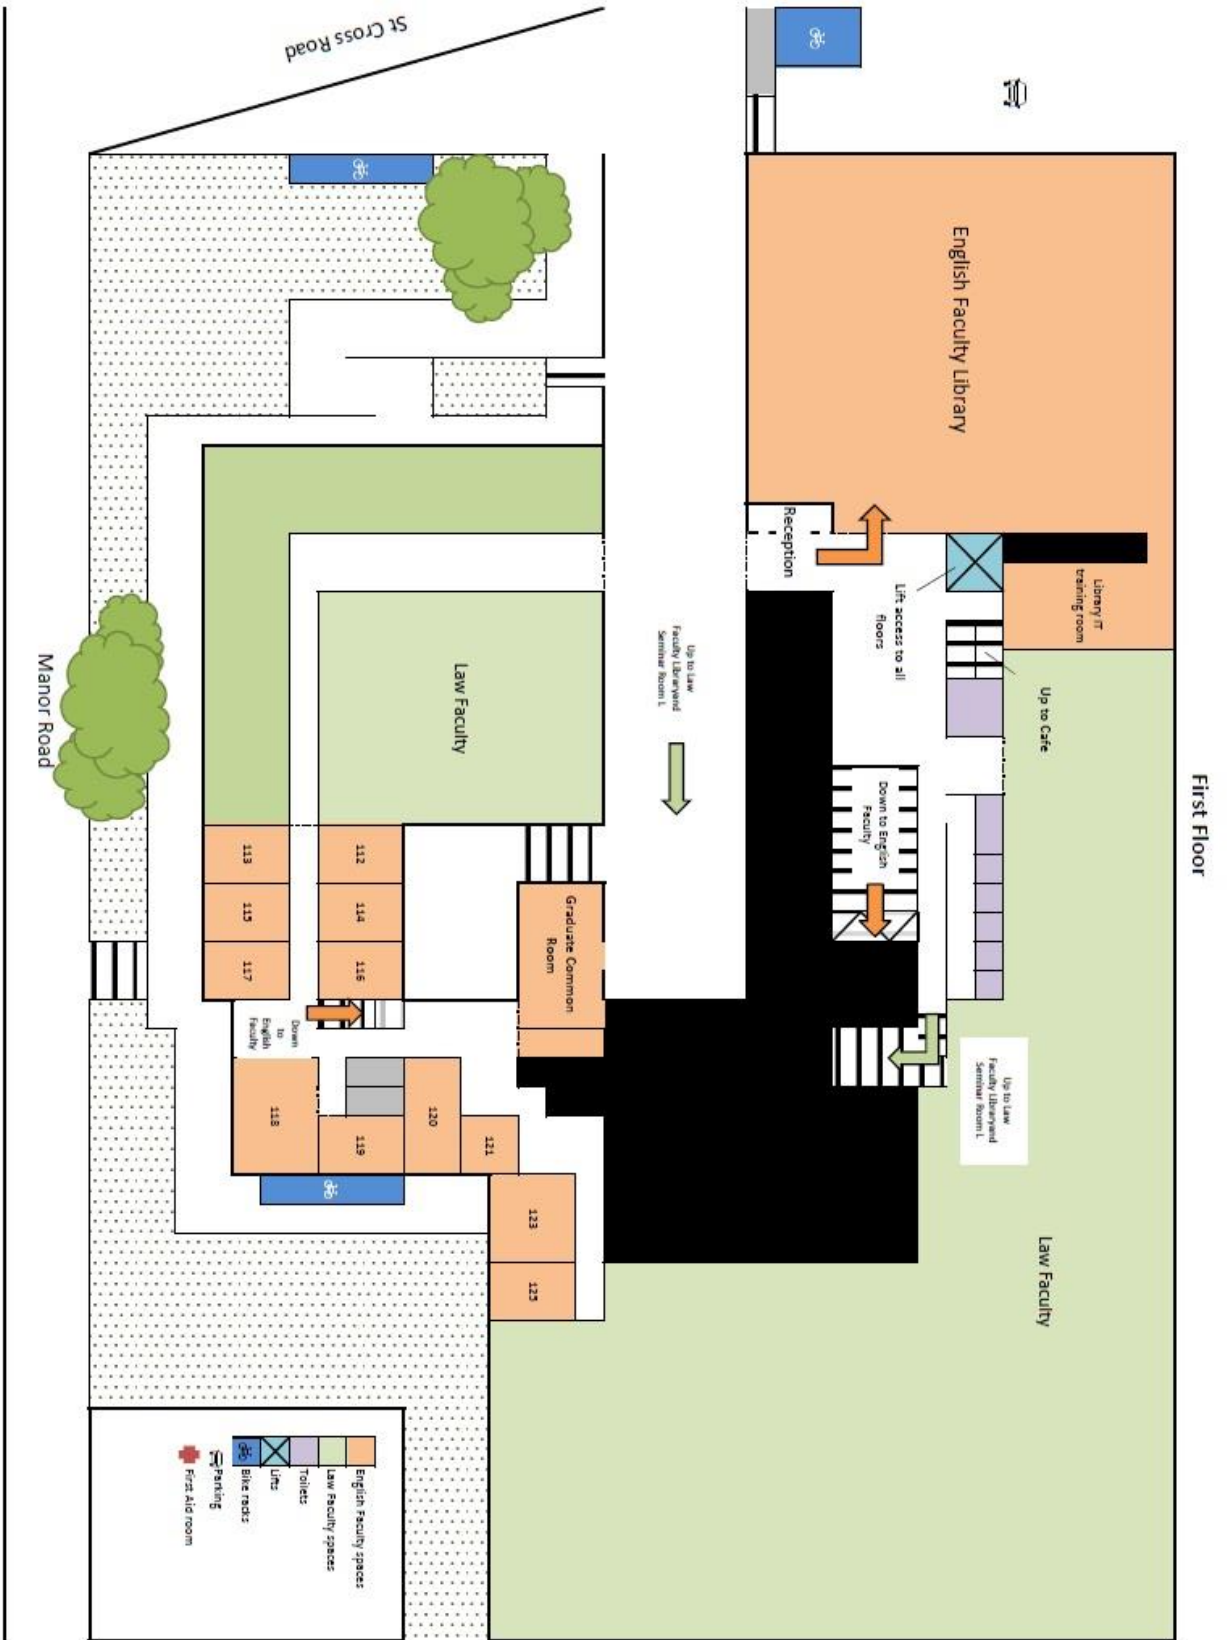 First Floor
St Cross Road
English Faculty Library
Library IT
training room
Reception
Lift access to all
floors
Up to Cafe
Down to English
Faculty
Up to Law
Faculty Libraryand
Seminar Room L
Law Faculty
Up to Law
Faculty Libraryand
Seminar Room L
Law Faculty
Graduate Common
Room
112
114
116
113
115
117
Down
to
English
Faculty
118
119
120
121
123
125
Manor Road
English Faculty spaces
Law Faculty spaces
Toilets
Lifts
Bike racks
Parking
First Aid room